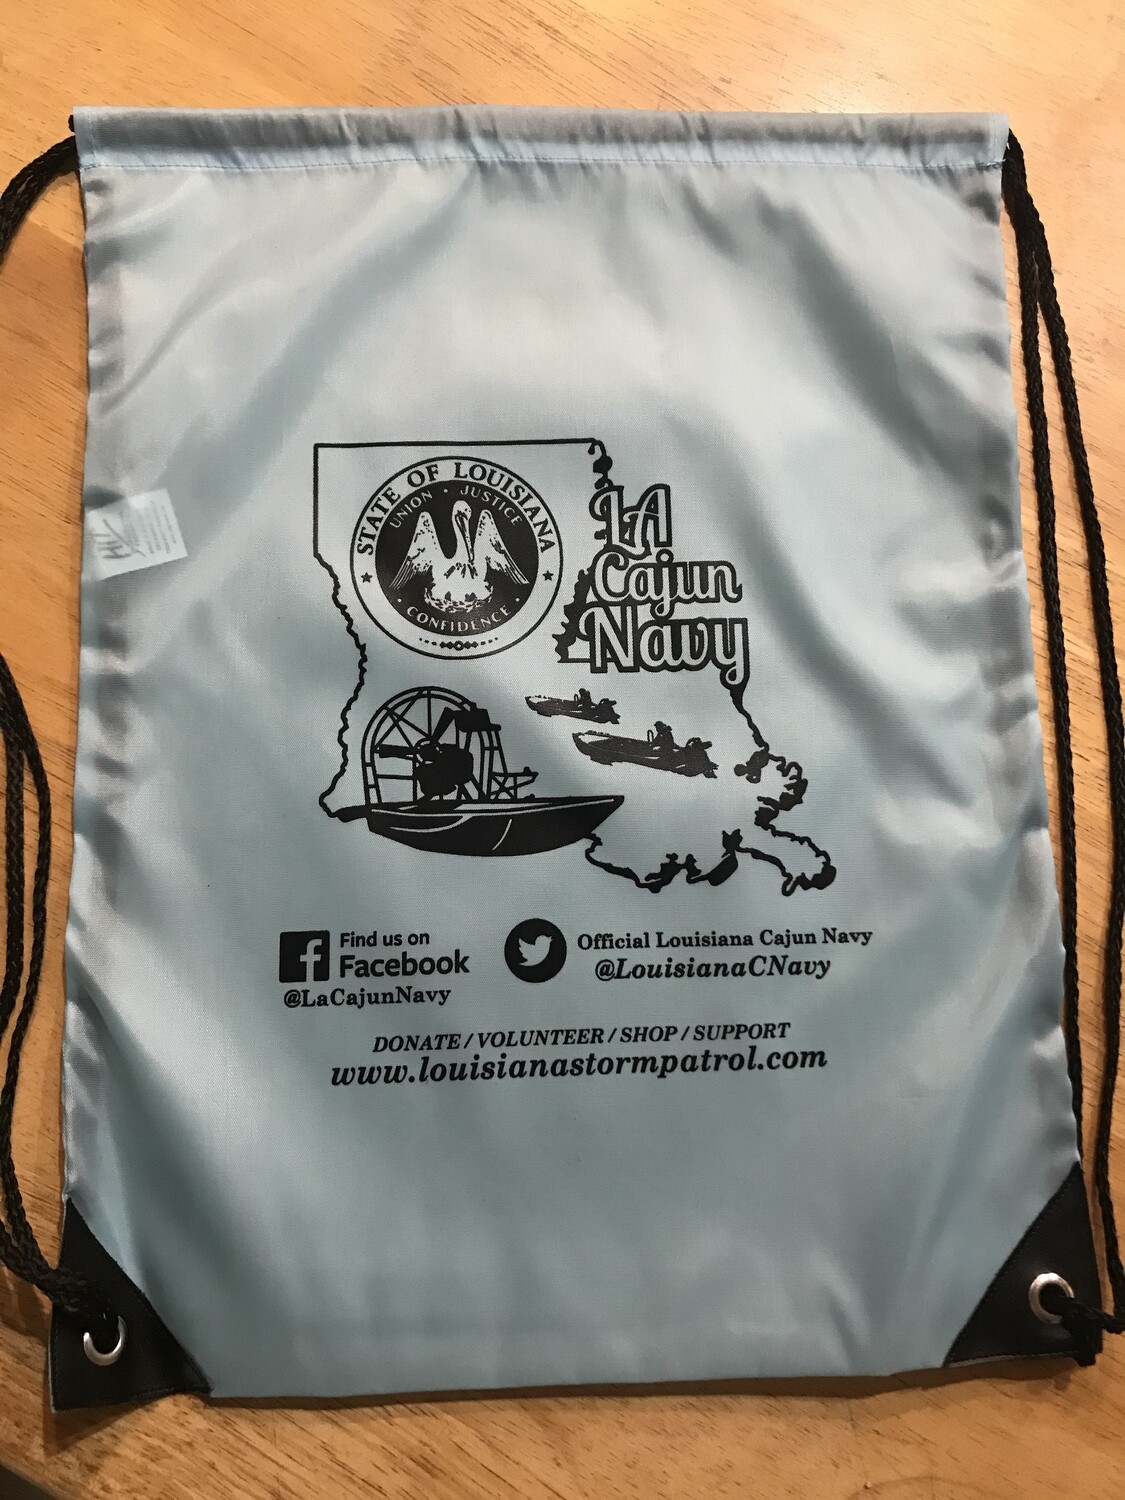 STATE OF LOUISIANA
UNION · JUSTICE
· CONFIDENCE ·
LA
Cajun
Navy
f Find us on
Facebook
@LaCajunNavy
Official Louisiana Cajun Navy
@LouisianaCNavy
DONATE / VOLUNTEER / SHOP / SUPPORT
www.louisianastormpatrol.com